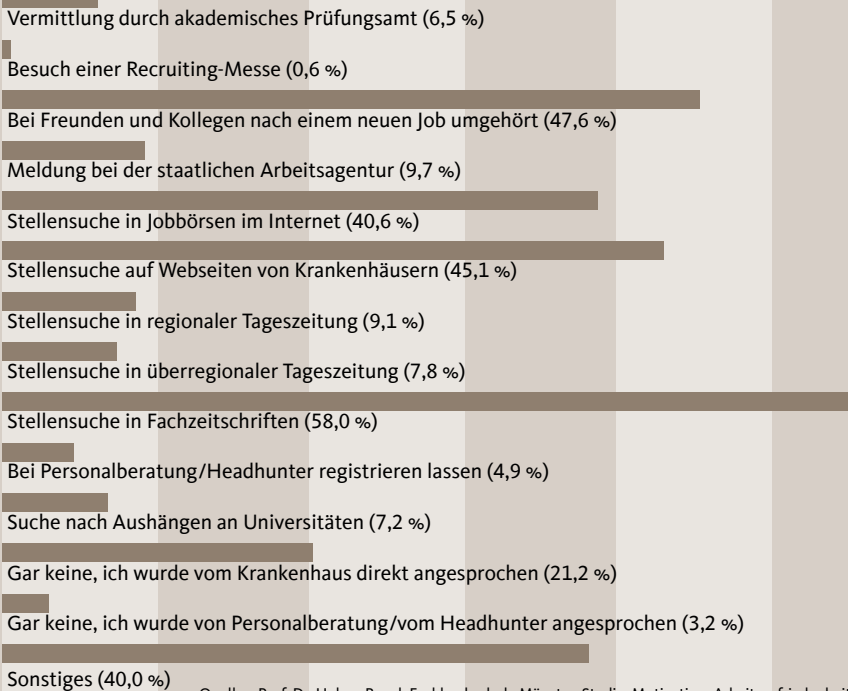 Vermittlung durch akademisches Prüfungsamt (6,5 %)
Besuch einer Recruiting-Messe (0,6 %)
Bei Freunden und Kollegen nach einem neuen Job umgehört (47,6 %)
Meldung bei der staatlichen Arbeitsagentur (9,7 %)
Stellensuche in Jobbörsen im Internet (40,6 %)
Stellensuche auf Webseiten von Krankenhäusern (45,1 %)
Stellensuche in regionaler Tageszeitung (9,1 %)
Stellensuche in überregionaler Tageszeitung (7,8 %)
Stellensuche in Fachzeitschriften (58,0 %)
Bei Personalberatung/Headhunter registrieren lassen (4,9 %)
Suche nach Aushängen an Universitäten (7,2 %)
Gar keine, ich wurde vom Krankenhaus direkt angesprochen (21,2 %)
Gar keine, ich wurde von Personalberatung/vom Headhunter angesprochen (3,2 %)
Sonstiges (40,0 %)